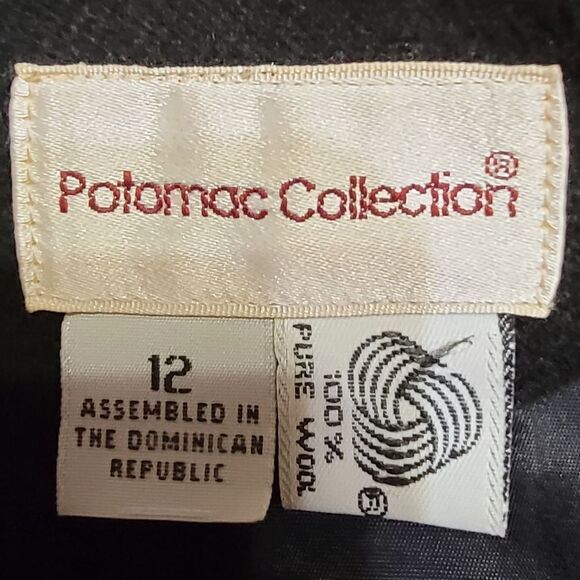 Potomac Collection®
12
ASSEMBLED IN
THE DOMINICAN
REPUBLIC
100%
PURE WOOL
®